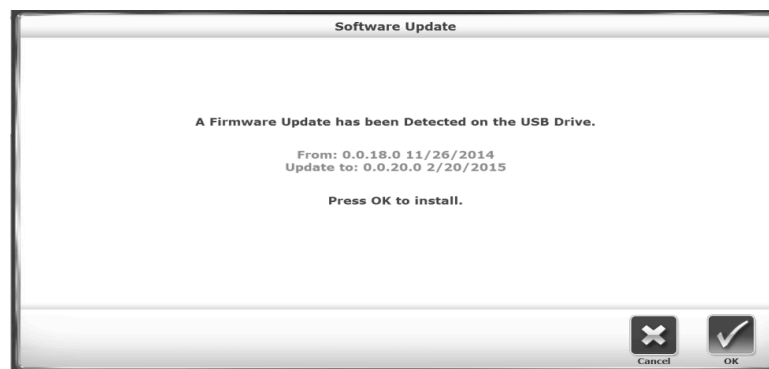 Software Update
A Firmware Update has been Detected on the USB Drive.
From: 0.0.18.0 11/26/2014
Update to: 0.0.20.0 2/20/2015
Press OK to install.
Cancel
OK